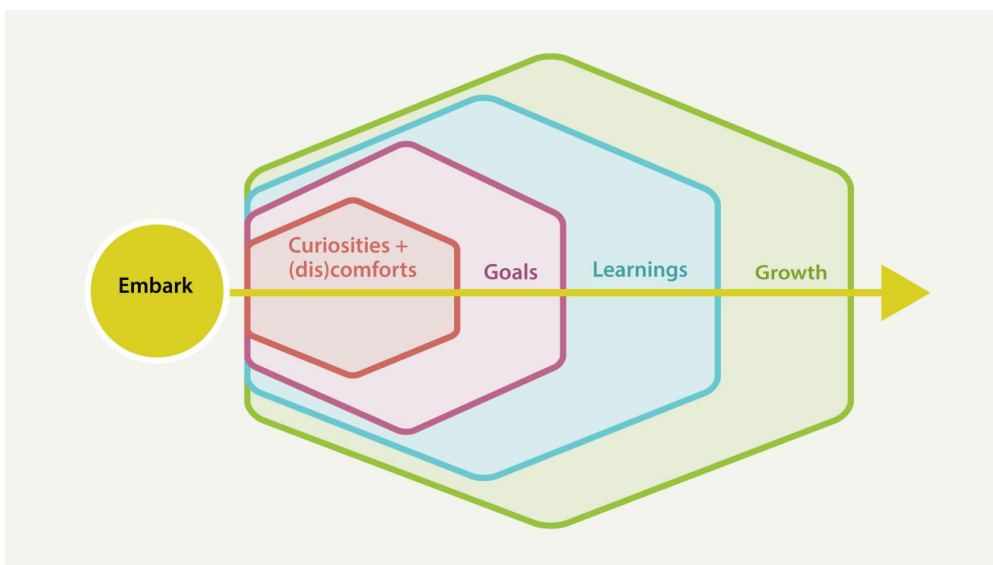 Embark
Curiosities +
(dis)comforts
Goals
Learnings
Growth